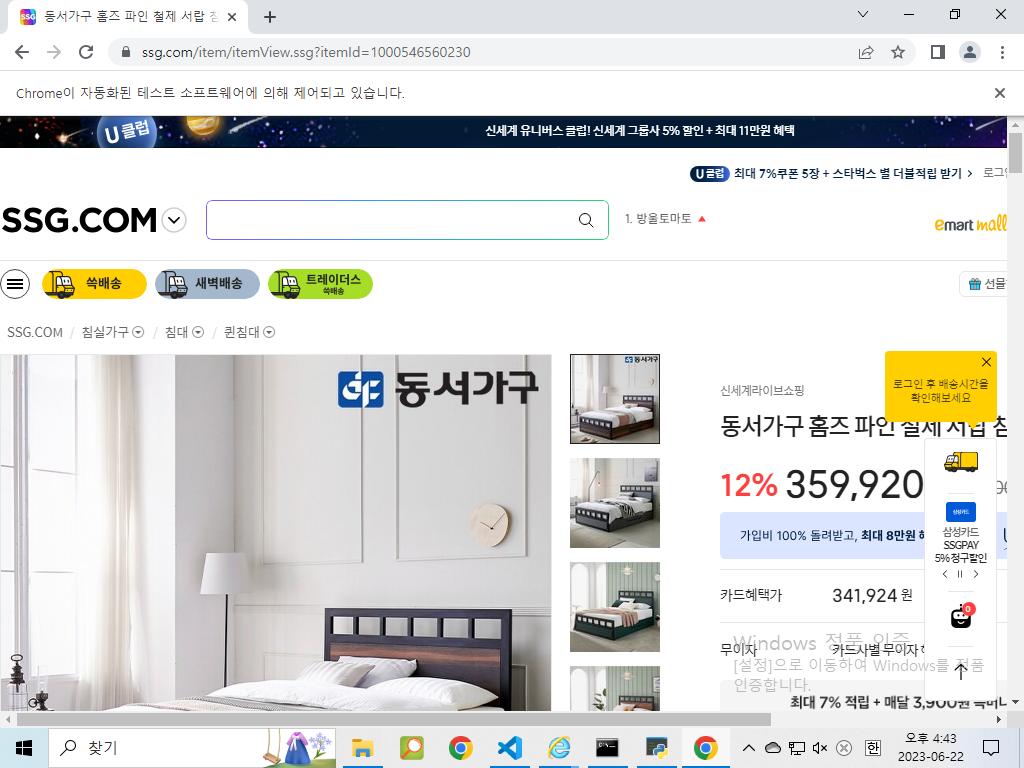 동서가구 홈즈 파인 철제 서랍 침
ssg.com/item/itemView.ssg?itemId=1000546560230
Chrome이 자동화된 테스트 소프트웨어에 의해 제어되고 있습니다.
U클럽
신세계 유니버스 클럽! 신세계 그룹사 5% 할인 + 최대 11만원 혜택
U클럽 최대 7%쿠폰 5장 + 스타벅스 별 더블적립 받기 >
로그인
SSG.COM
1. 방울토마토
emart mall
쓱배송
새벽배송
트레이더스
쓱배송
선물
SSG.COM / 침실가구 / 침대 / 퀸침대
동서가구
동서가구
로그인 후 배송시간을
확인해보세요
신세계라이브쇼핑
동서가구 홈즈 파인 철제 서랍 침
12% 359,920
가입비 100% 돌려받고, 최대 8만원
삼성카드
삼성카드
SSGPAY
5% 청구할인
카드혜택가 341,924 원
0
무이자 카드사별 무이자
Windows 정품 인증
[설정]으로 이동하여 Windows를 정품
인증합니다.
최대 7% 적립 + 매달 3,900원
찾기
한
오후 4:43
2023-06-22